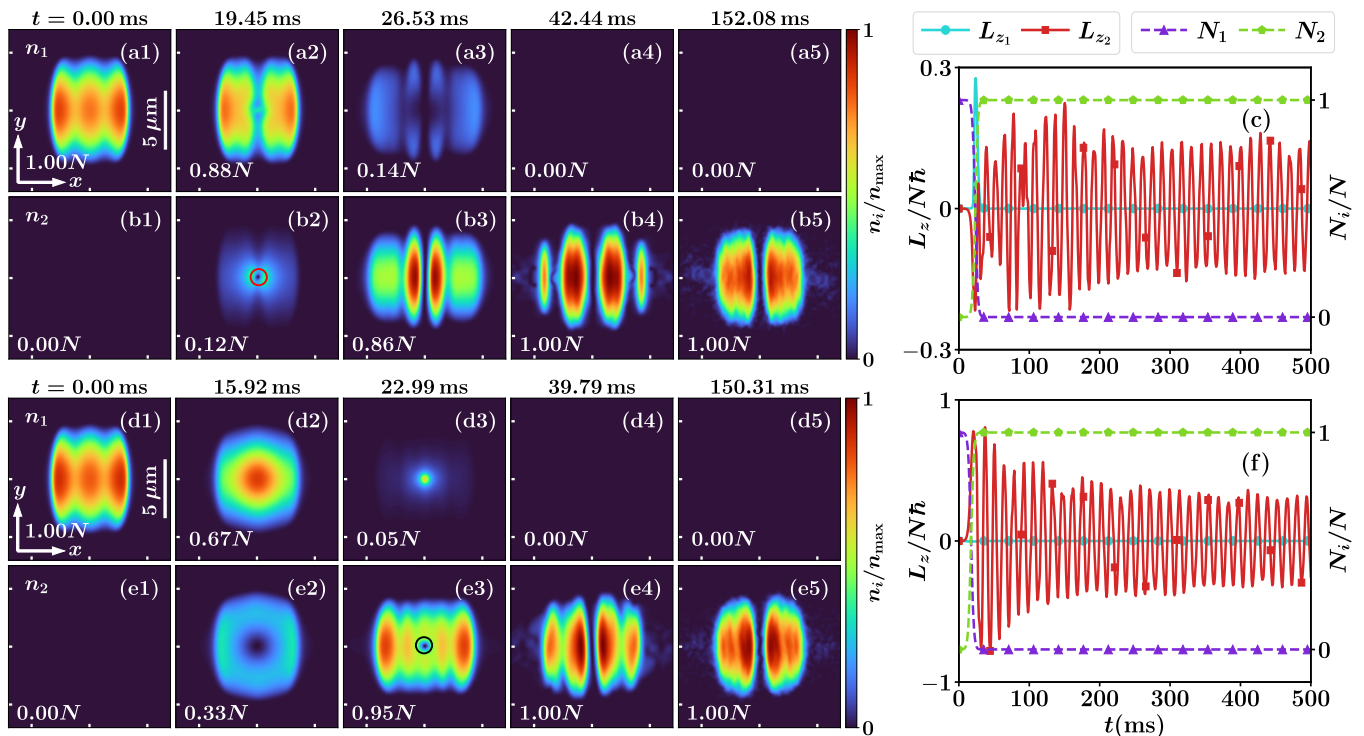 t = 0.00 ms 19.45 ms 26.53 ms 42.44 ms 152.08 ms
n₁ (a1) (a2) (a3) (a4) (a5)
y 5 μm
1.00N x 0.88N 0.14N 0.00N 0.00N
n₂ (b1) (b2) (b3) (b4) (b5)
0.00N 0.12N 0.86N 1.00N 1.00N
1
nᵢ/n_max
0
t = 0.00 ms 15.92 ms 22.99 ms 39.79 ms 150.31 ms
n₁ (d1) (d2) (d3) (d4) (d5)
y 5 μm
1.00N x 0.67N 0.05N 0.00N 0.00N
n₂ (e1) (e2) (e3) (e4) (e5)
0.00N 0.33N 0.95N 1.00N 1.00N
1
nᵢ/n_max
0
L_z₁ L_z₂ N₁ N₂
0.3
0
−0.3
L_z/Nħ
(c)
1
0
Nᵢ/N
0 100 200 300 400 500
1
0
−1
L_z/Nħ
(f)
1
0
Nᵢ/N
0 100 200 300 400 500
t(ms)